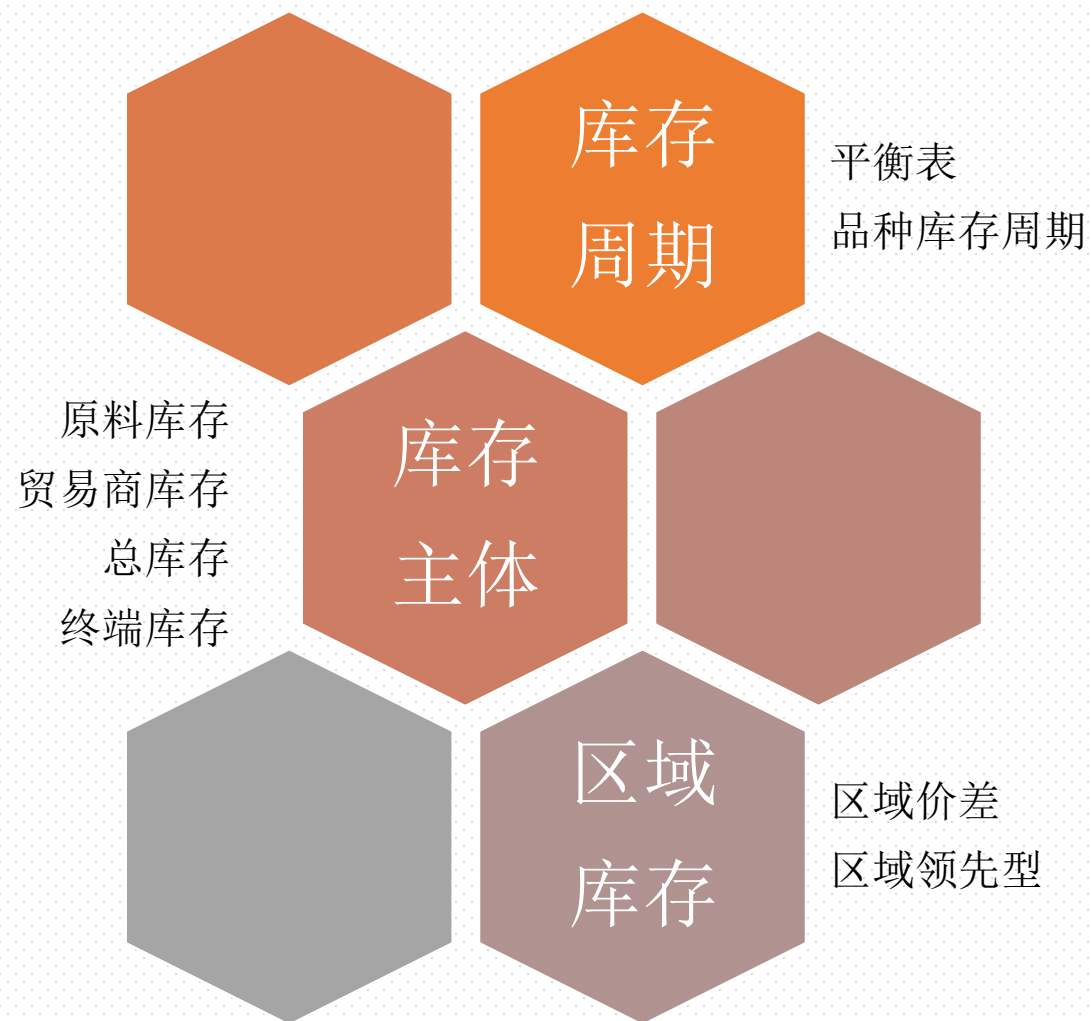 库存
周期
平衡表
品种库存周期
原料库存
贸易商库存
总库存
终端库存
库存
主体
区域
库存
区域价差
区域领先型